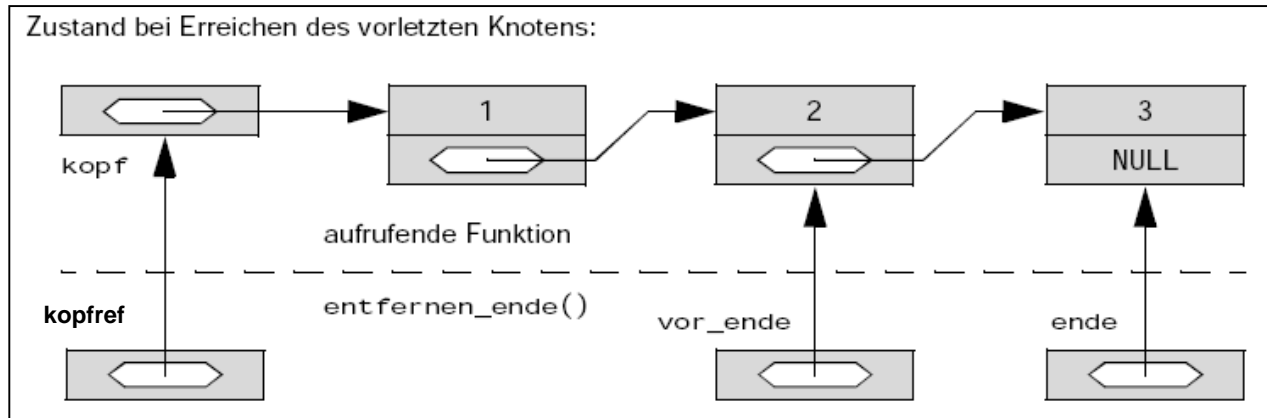 Zustand bei Erreichen des vorletzten Knotens:
1
2
3
kopf
NULL
aufrufende Funktion
kopfref
entfernen_ende()
vor_ende
ende